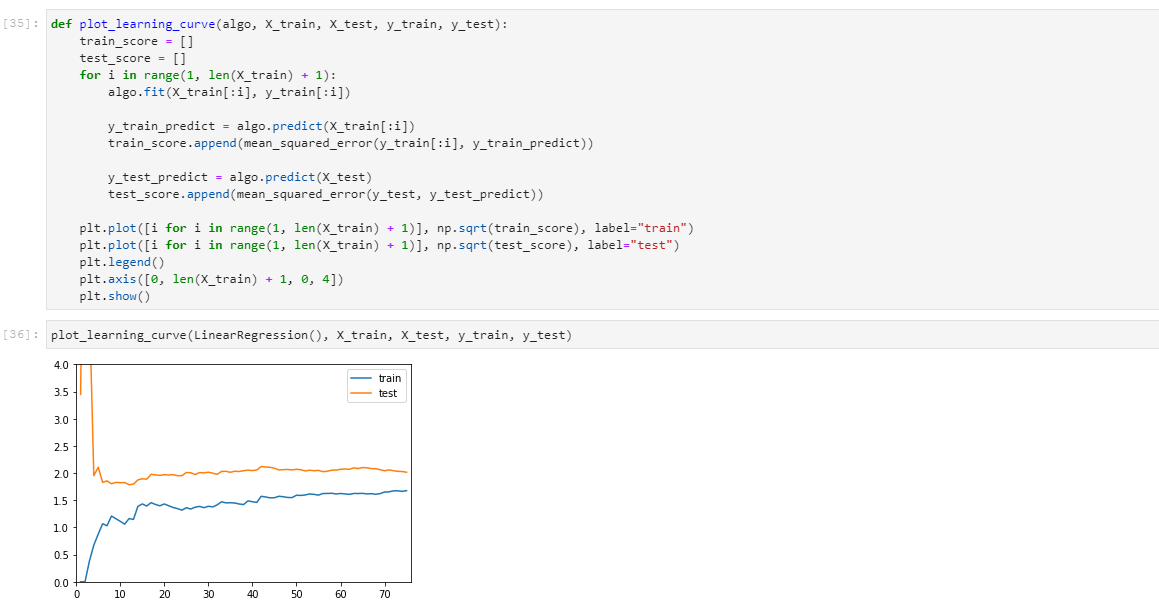 [35]: def plot_learning_curve(algo, X_train, X_test, y_train, y_test):
    train_score = []
    test_score = []
    for i in range(1, len(X_train) + 1):
        algo.fit(X_train[:i], y_train[:i])

        y_train_predict = algo.predict(X_train[:i])
        train_score.append(mean_squared_error(y_train[:i], y_train_predict))

        y_test_predict = algo.predict(X_test)
        test_score.append(mean_squared_error(y_test, y_test_predict))

    plt.plot([i for i in range(1, len(X_train) + 1)], np.sqrt(train_score), label="train")
    plt.plot([i for i in range(1, len(X_train) + 1)], np.sqrt(test_score), label="test")
    plt.legend()
    plt.axis([0, len(X_train) + 1, 0, 4])
    plt.show()
[36]: plot_learning_curve(LinearRegression(), X_train, X_test, y_train, y_test)
4.0
3.5
3.0
2.5
2.0
1.5
1.0
0.5
0.0
train
test
0 10 20 30 40 50 60 70